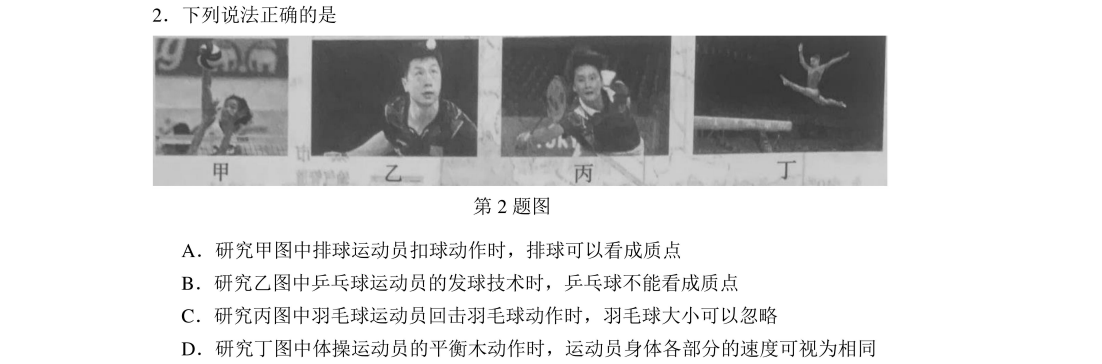 2．下列说法正确的是
甲 乙 丙 丁
第 2 题图
A．研究甲图中排球运动员扣球动作时，排球可以看成质点
B．研究乙图中乒乓球运动员的发球技术时，乒乓球不能看成质点
C．研究丙图中羽毛球运动员回击羽毛球动作时，羽毛球大小可以忽略
D．研究丁图中体操运动员的平衡木动作时，运动员身体各部分的速度可视为相同